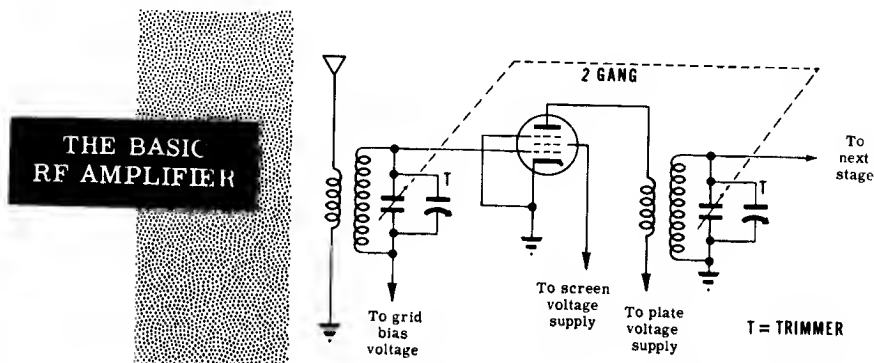 THE BASIC
RF AMPLIFIER
2 GANG
T
T
To
next
stage
To grid
bias
voltage
To screen
voltage
supply
To plate
voltage
supply
T = TRIMMER